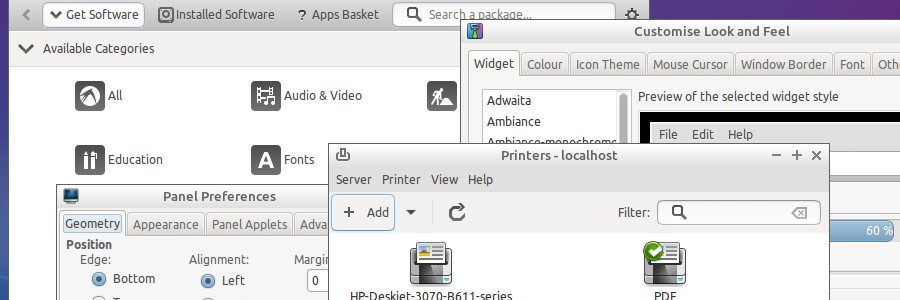 Get Software Installed Software ? Apps Basket Search a package...
Available Categories
All Audio & Video
Education Fonts
Customise Look and Feel
Widget Colour Icon Theme Mouse Cursor Window Border Font
Adwaita
Ambiance
Ambiance-monochrome
Preview of the selected widget style
File Edit Help
60 %
Panel Preferences
Geometry Appearance Panel Applets
Position
Edge: Alignment: Margin
Bottom Left 0
Printers - localhost
Server Printer View Help
Add Filter:
HP-Deskjet-3070-B611-series PDF